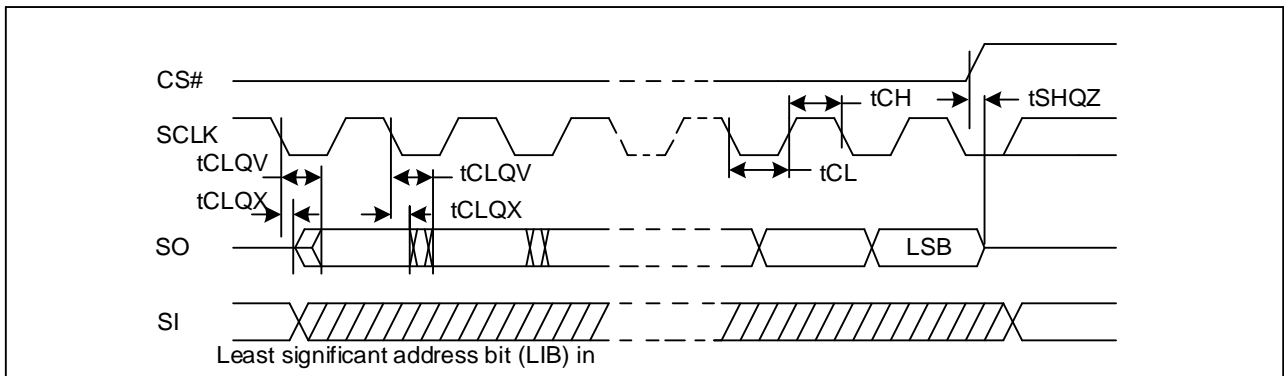 CS#
tCH
tSHQZ
SCLK
tCLQV
tCLQV
tCL
tCLQX
tCLQX
SO
LSB
SI
Least significant address bit (LIB) in